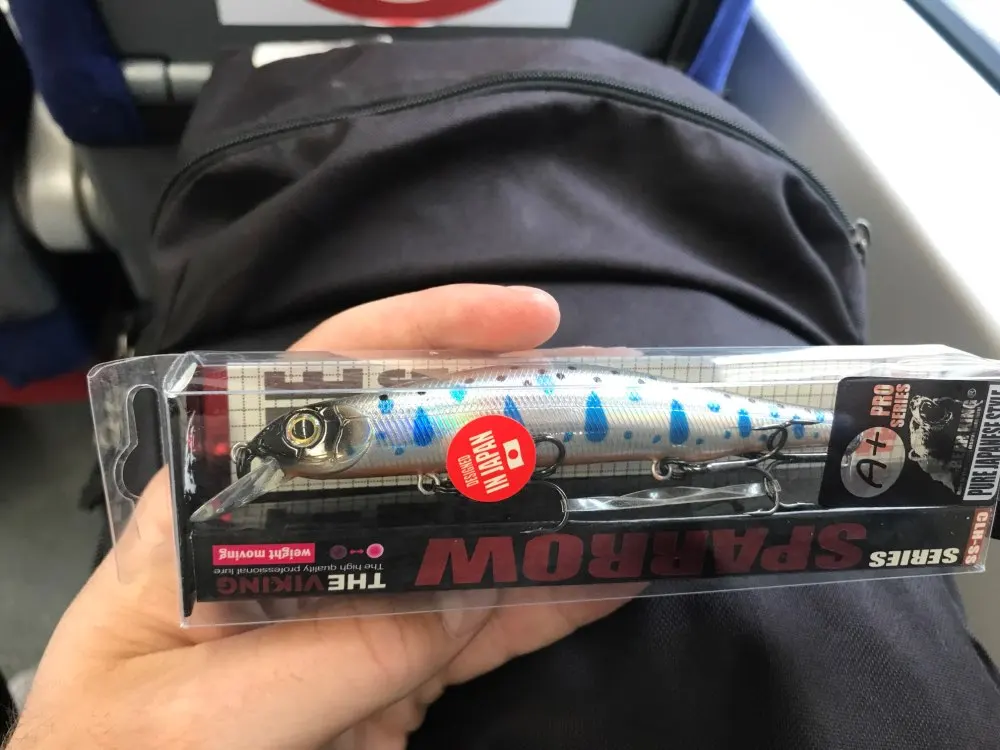 DESIGNED
IN JAPAN
A+
PRO
SERIES
PURE JAPANESE STYLE
SERIES
SPARROW
THE VIKING
The high quality professional lure
weight moving